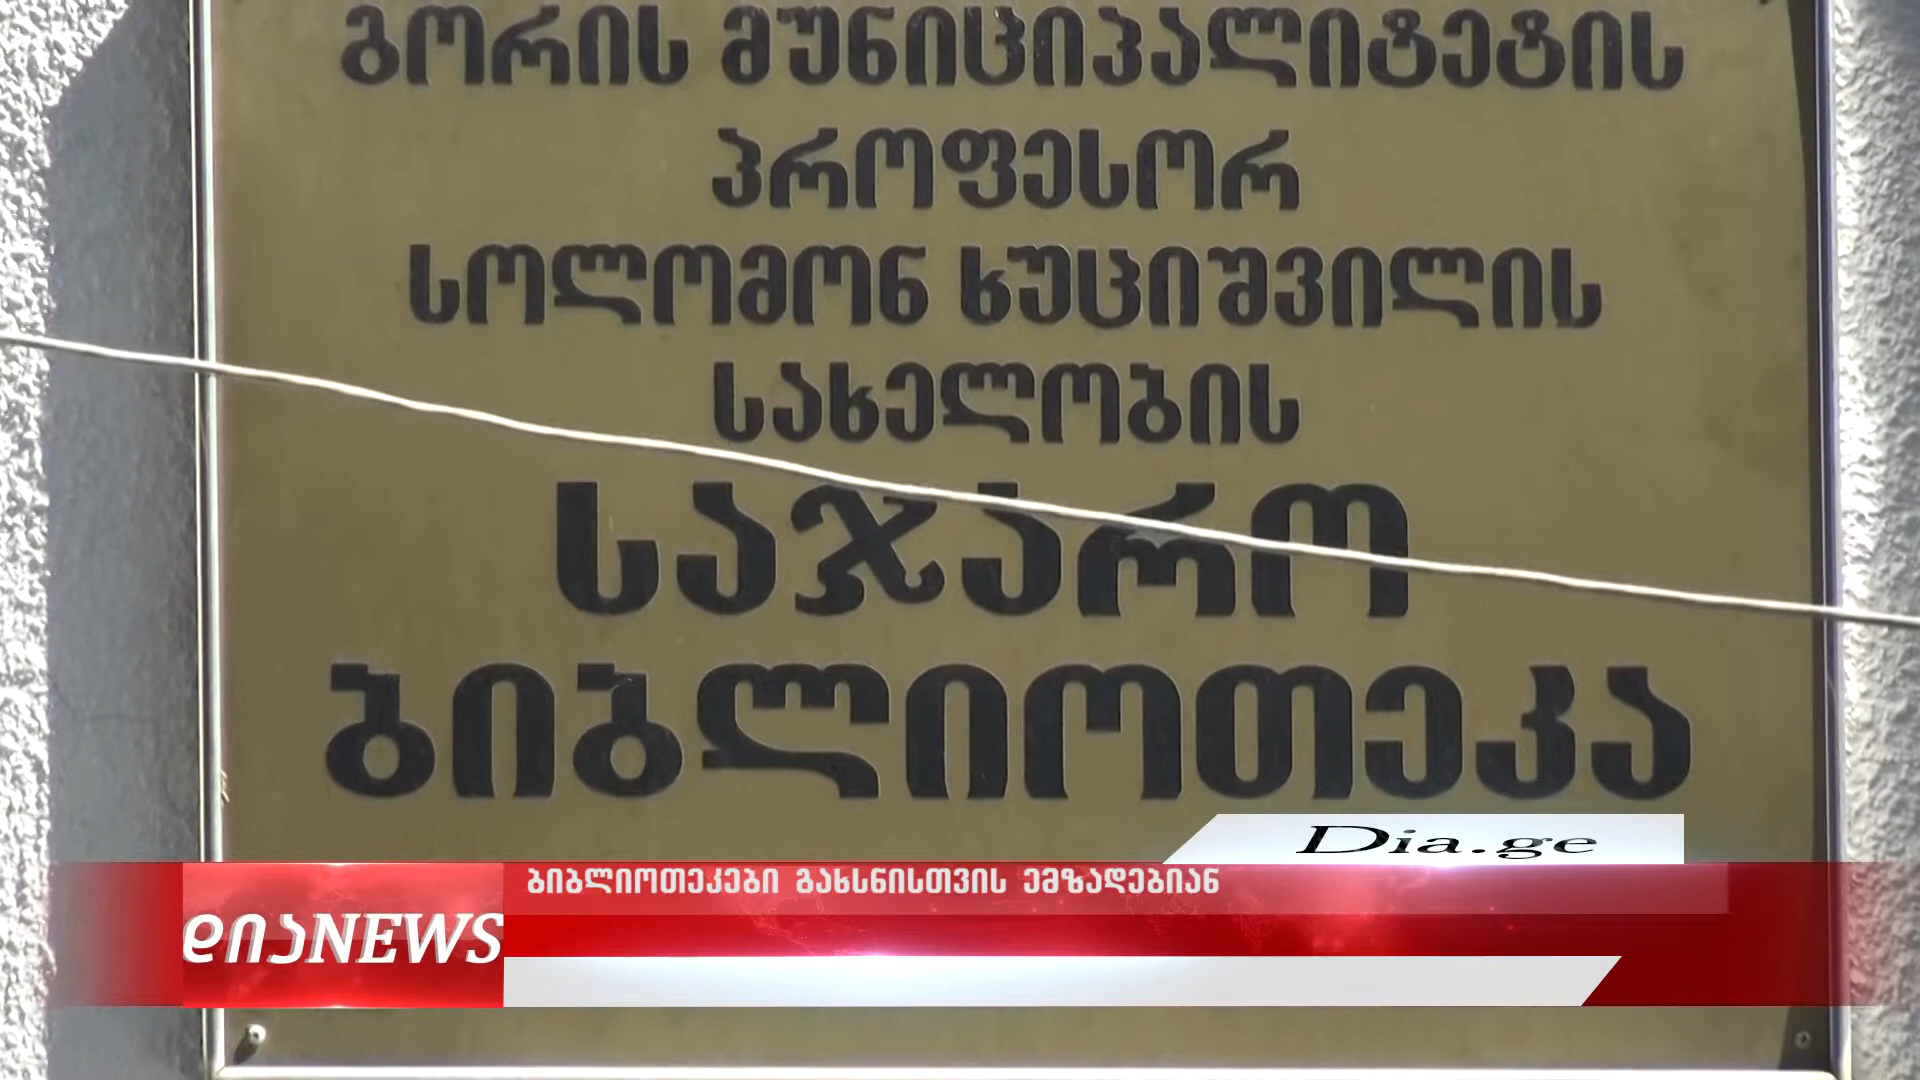 გორის მუნიციპალიტეტის
პროფესორ
სოლომონ ხუციშვილის
სახელობის
საჯარო
ბიბლიოთეკა
Dia.ge
ბიბლიოთეკები გახსნისთვის ემზადებიან
დიაNEWS